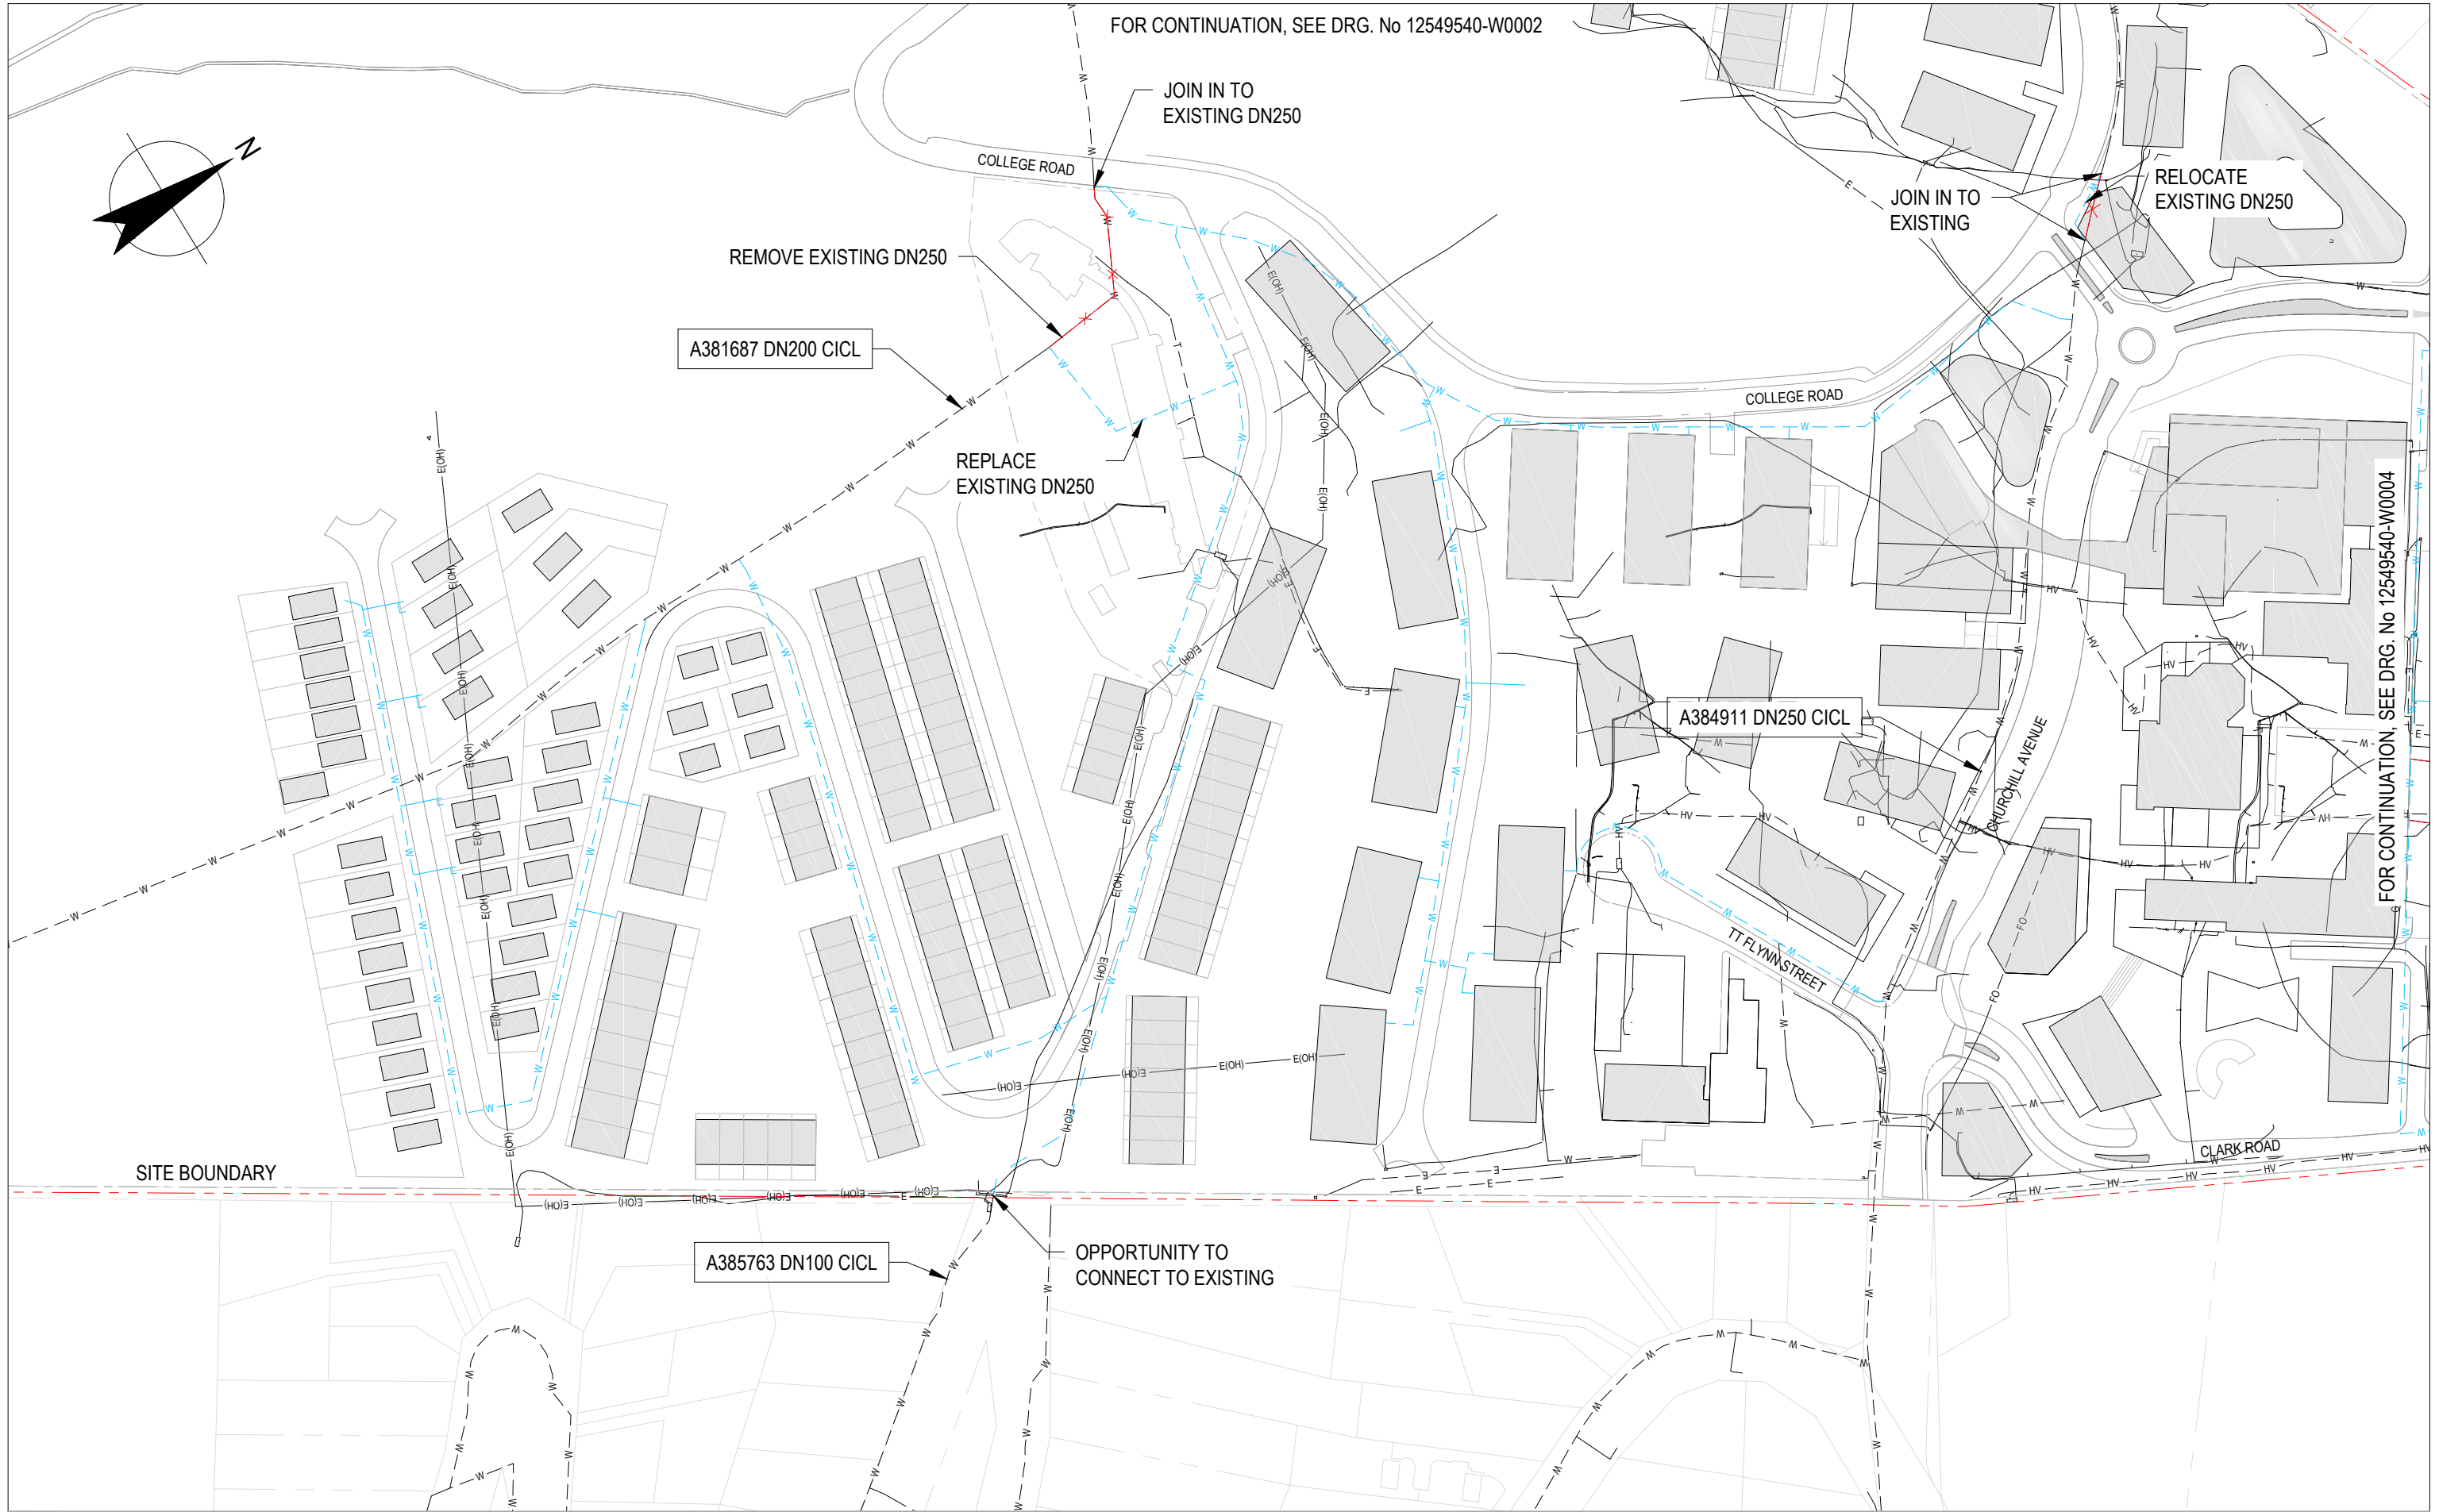 FOR CONTINUATION, SEE DRG. No 12549540-W0002
JOIN IN TO
EXISTING DN250
COLLEGE ROAD
N
RELOCATE
EXISTING DN250
JOIN IN TO
EXISTING
REMOVE EXISTING DN250
A381687 DN200 CICL
COLLEGE ROAD
REPLACE
EXISTING DN250
FOR CONTINUATION, SEE DRG. No 12549540-W0004
A384911 DN250 CICL
CHURCHILL AVENUE
TT FLYNN STREET
CLARK ROAD
SITE BOUNDARY
A385763 DN100 CICL
OPPORTUNITY TO
CONNECT TO EXISTING
W
E(OH)
E
HV
FO
T